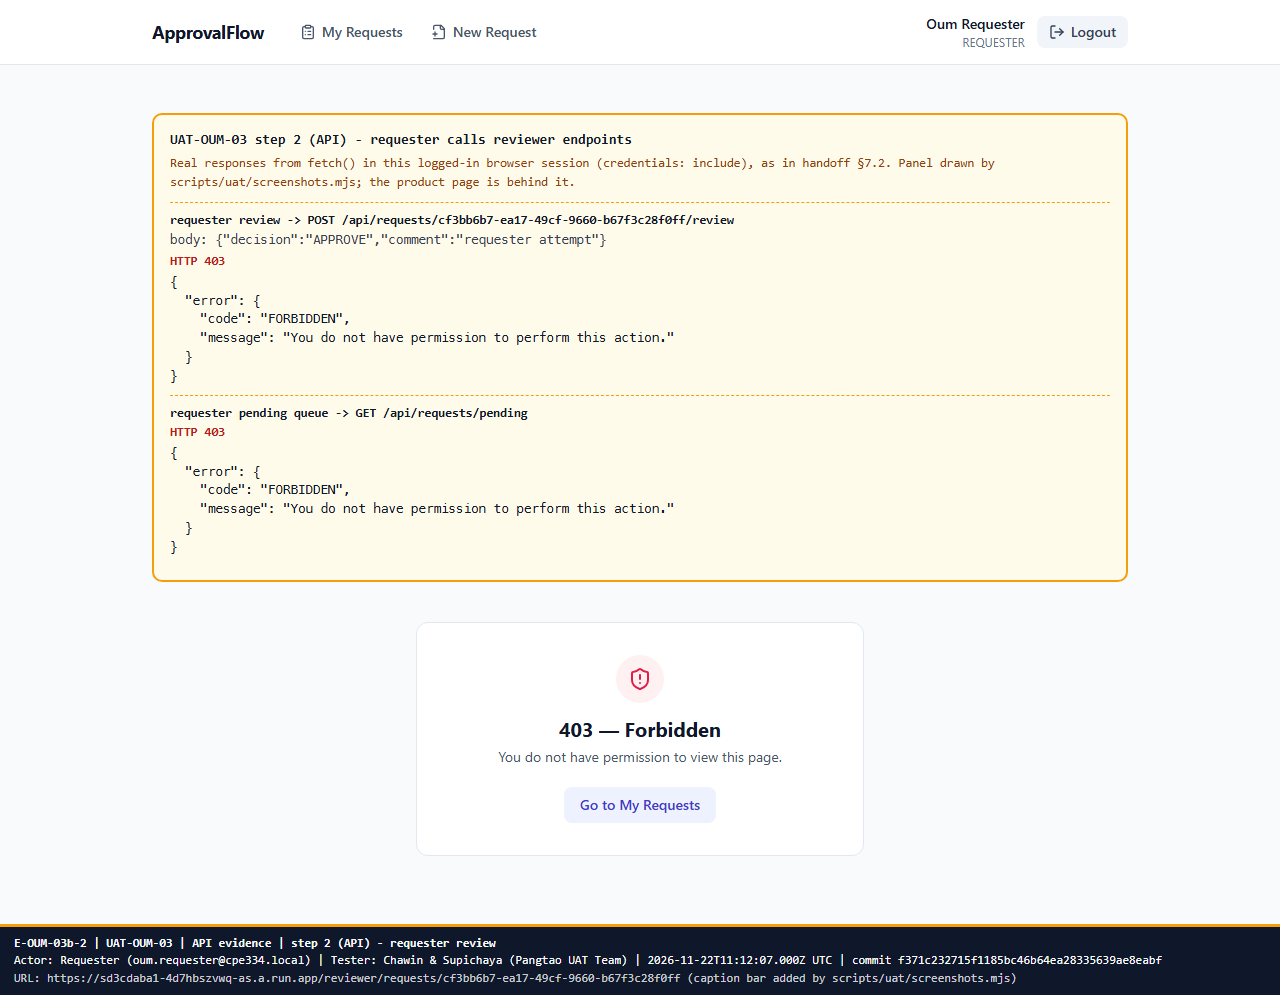 ApprovalFlow
My Requests
New Request
Oum Requester
REQUESTER
Logout
UAT-OUM-03 step 2 (API) - requester calls reviewer endpoints
Real responses from fetch() in this logged-in browser session (credentials: include), as in handoff §7.2. Panel drawn by
scripts/uat/screenshots.mjs; the product page is behind it.
requester review -> POST /api/requests/cf3bb6b7-ea17-49cf-9660-b67f3c28f0ff/review
body: {"decision":"APPROVE","comment":"requester attempt"}
HTTP 403
{
"error": {
"code": "FORBIDDEN",
"message": "You do not have permission to perform this action."
}
}
requester pending queue -> GET /api/requests/pending
HTTP 403
{
"error": {
"code": "FORBIDDEN",
"message": "You do not have permission to perform this action."
}
}
403 — Forbidden
You do not have permission to view this page.
Go to My Requests
E-OUM-03b-2 | UAT-OUM-03 | API evidence | step 2 (API) - requester review
Actor: Requester (oum.requester@cpe334.local) | Tester: Chawin & Supichaya (Pangtao UAT Team) | 2026-11-22T11:12:07.000Z UTC | commit f371c232715f1185bc46b64ea28335639ae8eabf
URL: https://sd3cdaba1-4d7hbszvwq-as.a.run.app/reviewer/requests/cf3bb6b7-ea17-49cf-9660-b67f3c28f0ff (caption bar added by scripts/uat/screenshots.mjs)